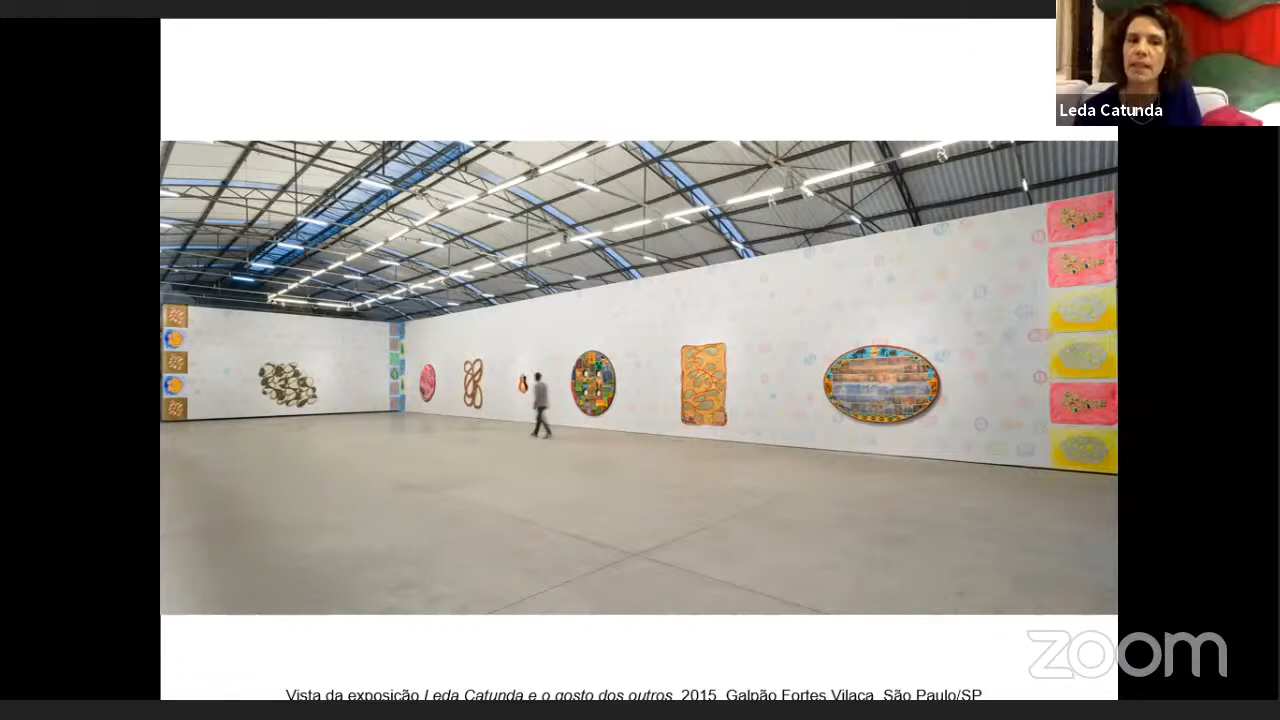 Leda Catunda
zoom
Vista da exposição Leda Catunda e o gosto dos outros, 2015, Galpão Fortes Vilaça, São Paulo/SP